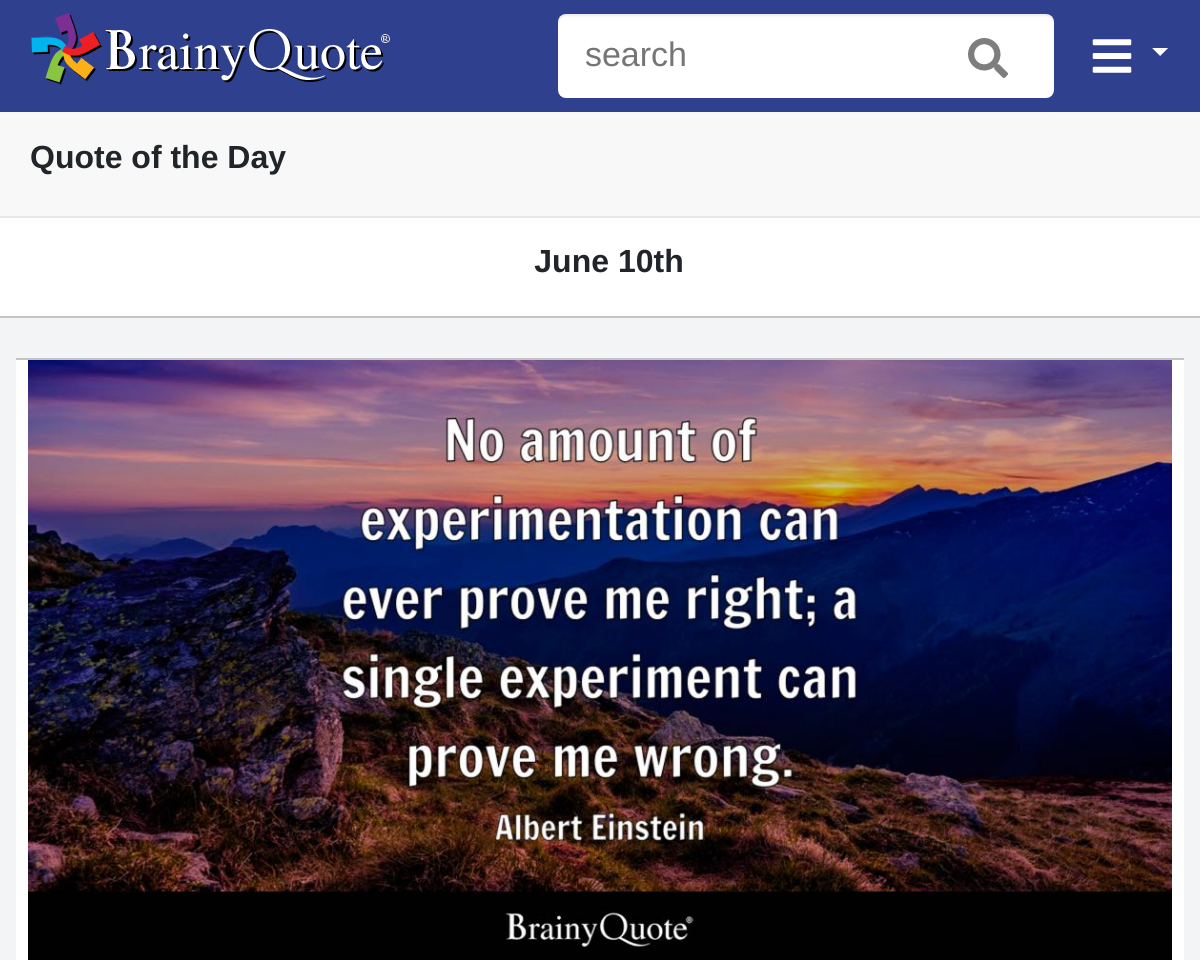 BrainyQuote®
search
Quote of the Day
June 10th
No amount of
experimentation can
ever prove me right; a
single experiment can
prove me wrong.
Albert Einstein
BrainyQuote®